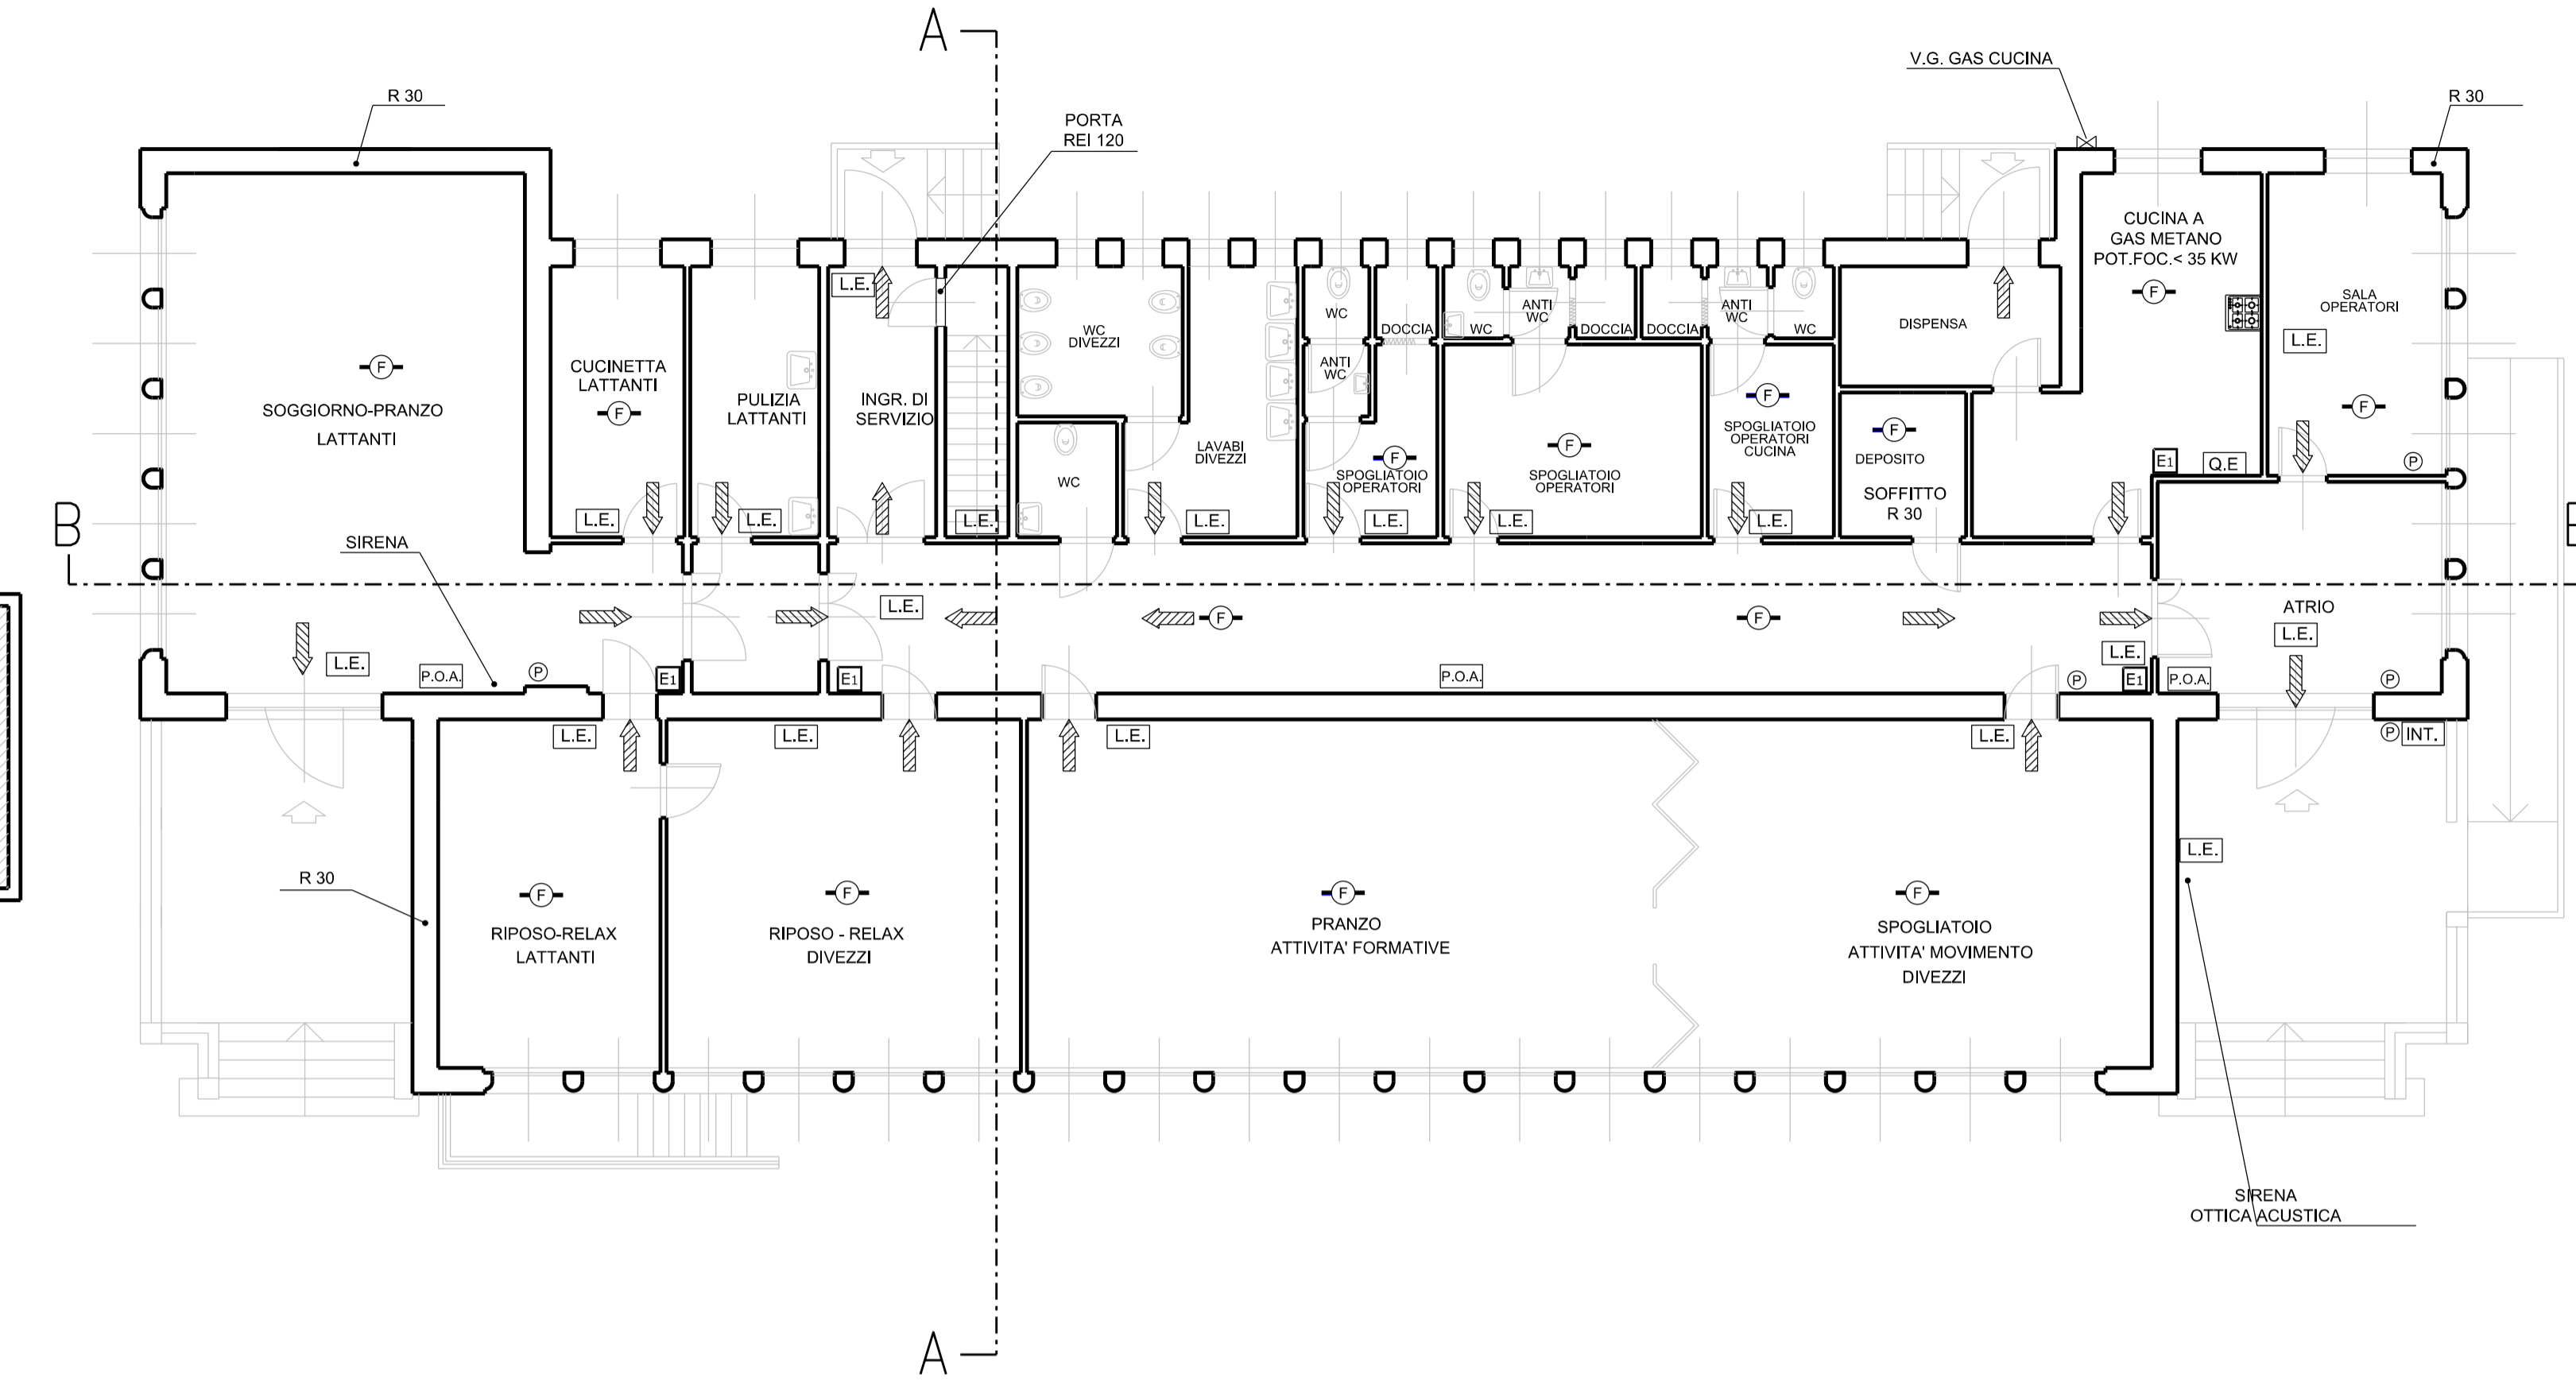 A
V.G. GAS CUCINA
R 30
R 30
PORTA
REI 120
CUCINA A
GAS METANO
POT.FOC.< 35 KW
F
L.E.
SALA
OPERATORI
L.E.
F
WC
DIVEZZI
WC
DOCCIA
WC
ANTI
WC
DOCCIA
DOCCIA
ANTI
WC
WC
DISPENSA
F
SOGGIORNO-PRANZO
LATTANTI
CUCINETTA
LATTANTI
F
PULIZIA
LATTANTI
INGR. DI
SERVIZIO
ANTI
WC
LAVABI
DIVEZZI
F
SPOGLIATOIO
OPERATORI
F
SPOGLIATOIO
OPERATORI
F
SPOGLIATOIO
OPERATORI
CUCINA
F
DEPOSITO
SOFFITTO
R 30
E1
Q.E
P
WC
B
L.E.
L.E.
L.E.
L.E.
L.E.
L.E.
L.E.
SIRENA
L.E.
F
F
ATRIO
L.E.
L.E.
L.E.
P.O.A.
P
E1
E1
P.O.A.
P
E1
P.O.A.
P
L.E.
L.E.
L.E.
L.E.
P
INT.
L.E.
R 30
F
RIPOSO-RELAX
LATTANTI
F
RIPOSO - RELAX
DIVEZZI
F
PRANZO
ATTIVITA' FORMATIVE
F
SPOGLIATOIO
ATTIVITA' MOVIMENTO
DIVEZZI
SIRENA
OTTICA ACUSTICA
A